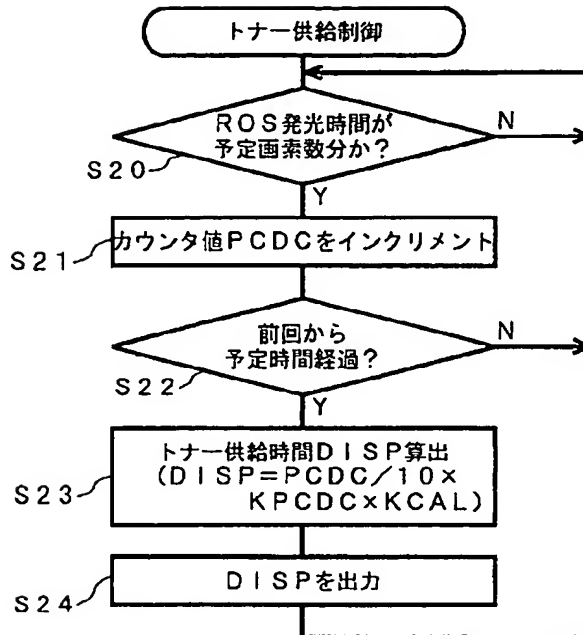 トナー供給制御
ROS発光時間が
予定画素数分か?
N
S20
Y
カウンタ値PCDCをインクリメント
S21
前回から
予定時間経過?
N
S22
Y
トナー供給時間DISP算出
(DISP=PCDC/10×
KPCDC×KCAL)
S23
DISPを出力
S24